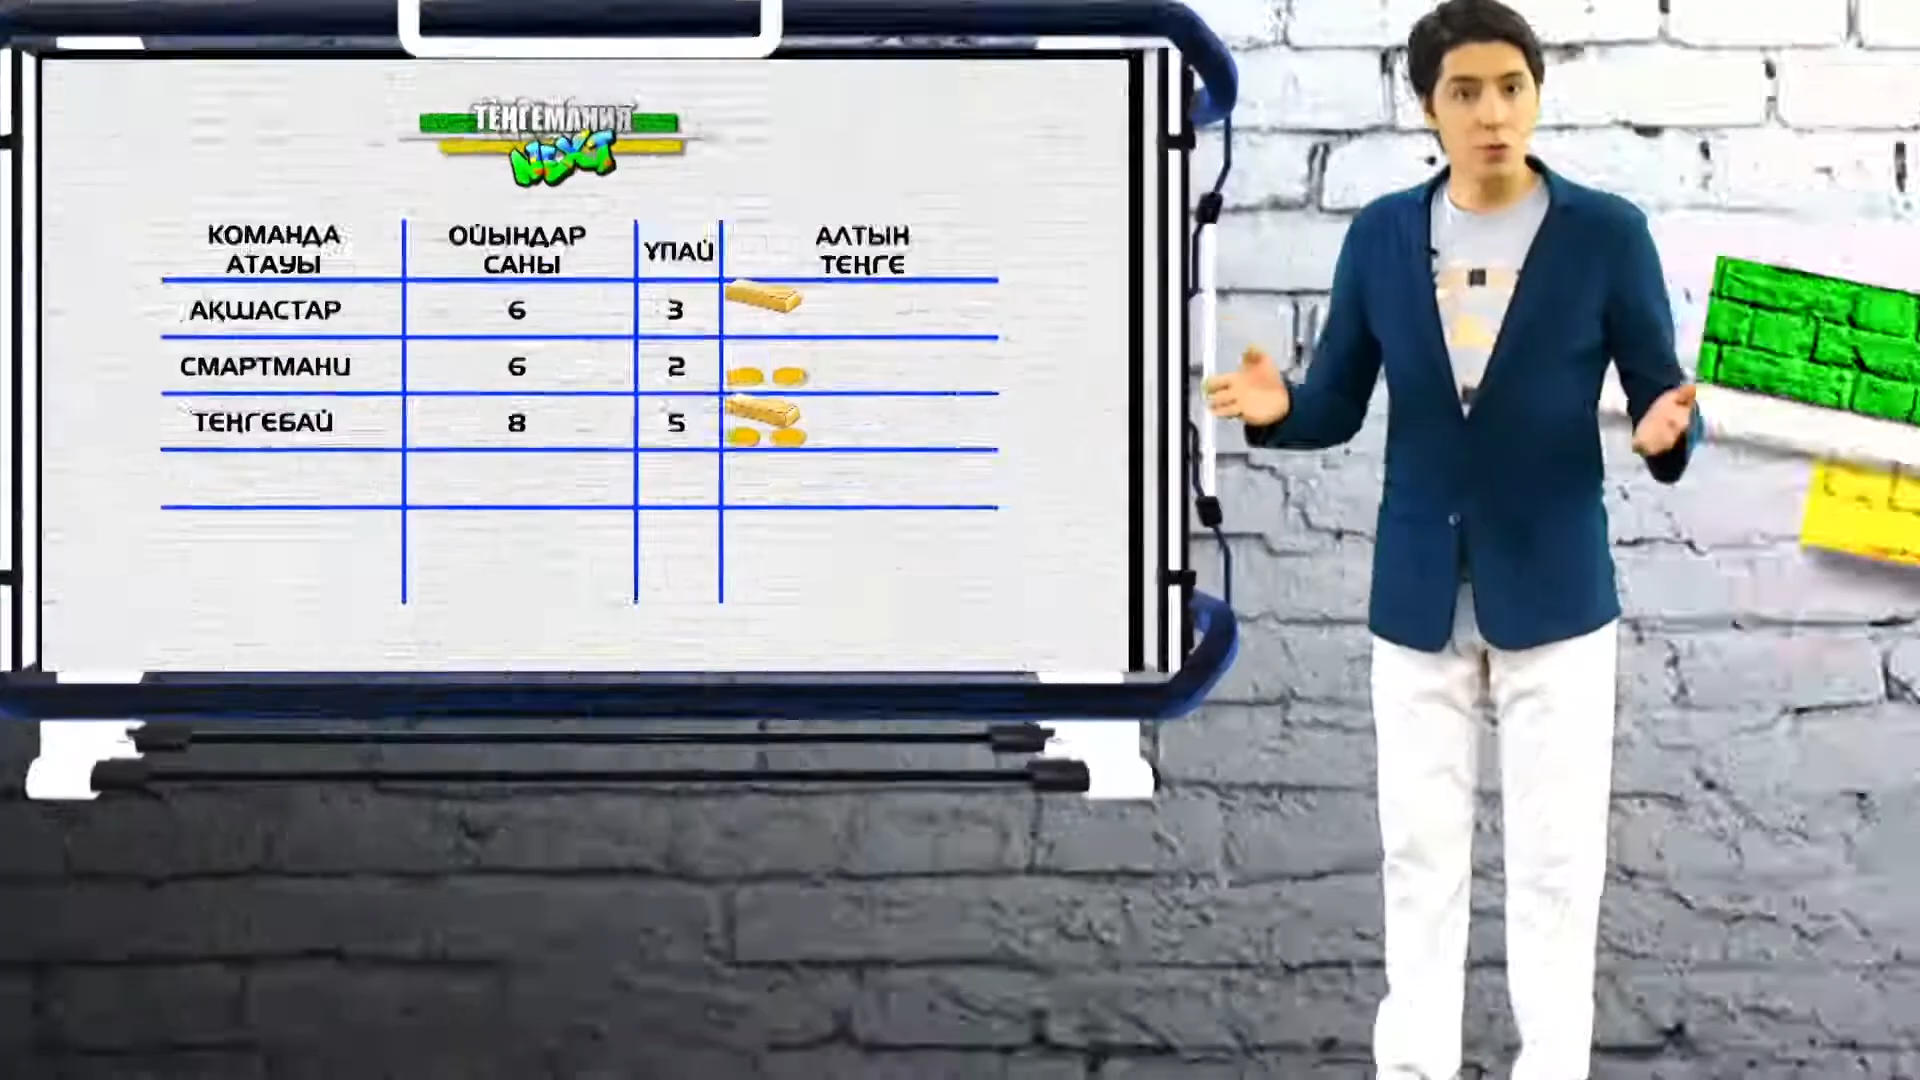 ТЕҢГЕМАНИЯ
NEXT
КОМАНДА АТАУЫ
ОЙЫНДАР САНЫ
ҰПАЙ
АЛТЫН ТЕҢГЕ
АҚШАСТАР 6 3
СМАРТМАНИ 6 2
ТЕҢГЕБАЙ 8 5